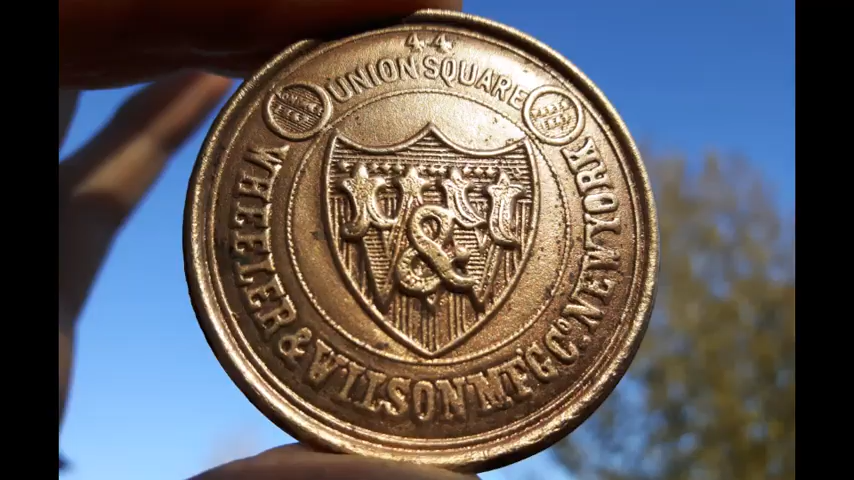 44
UNION SQUARE
WHEELER & WILSON MFG Cº. NEW YORK
W & W